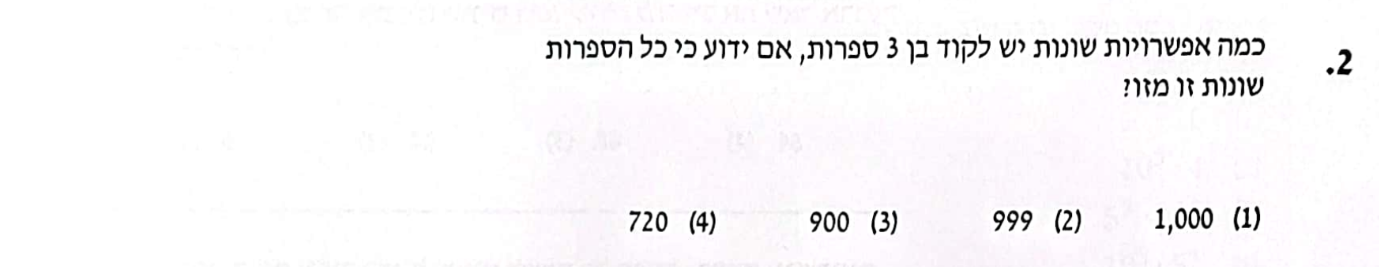 2. כמה אפשרויות שונות יש לקוד בן 3 ספרות, אם ידוע כי כל הספרות
שונות זו מזו?
(1) 1,000 (2) 999 (3) 900 (4) 720